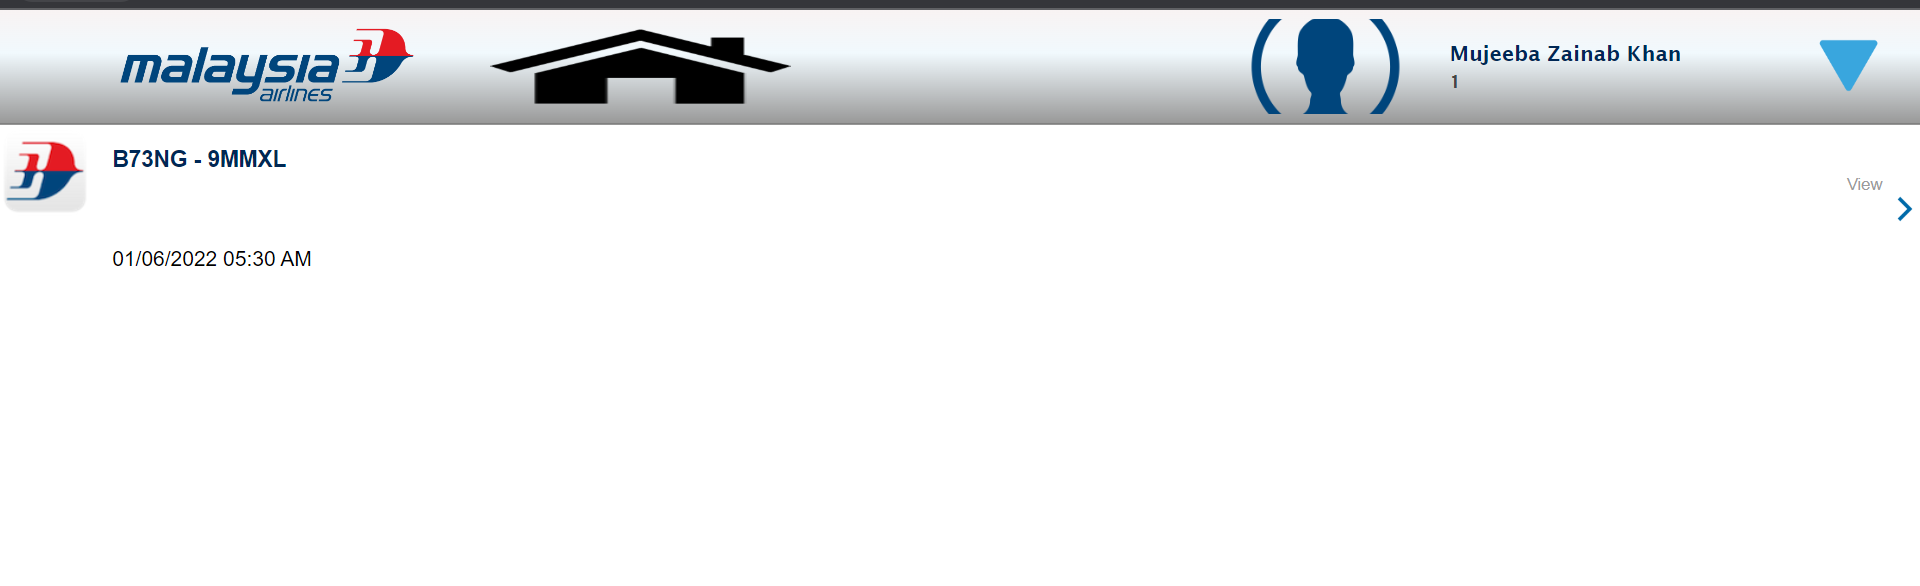 malaysia
airlines
Mujeeba Zainab Khan
1
B73NG - 9MMXL
View
01/06/2022 05:30 AM